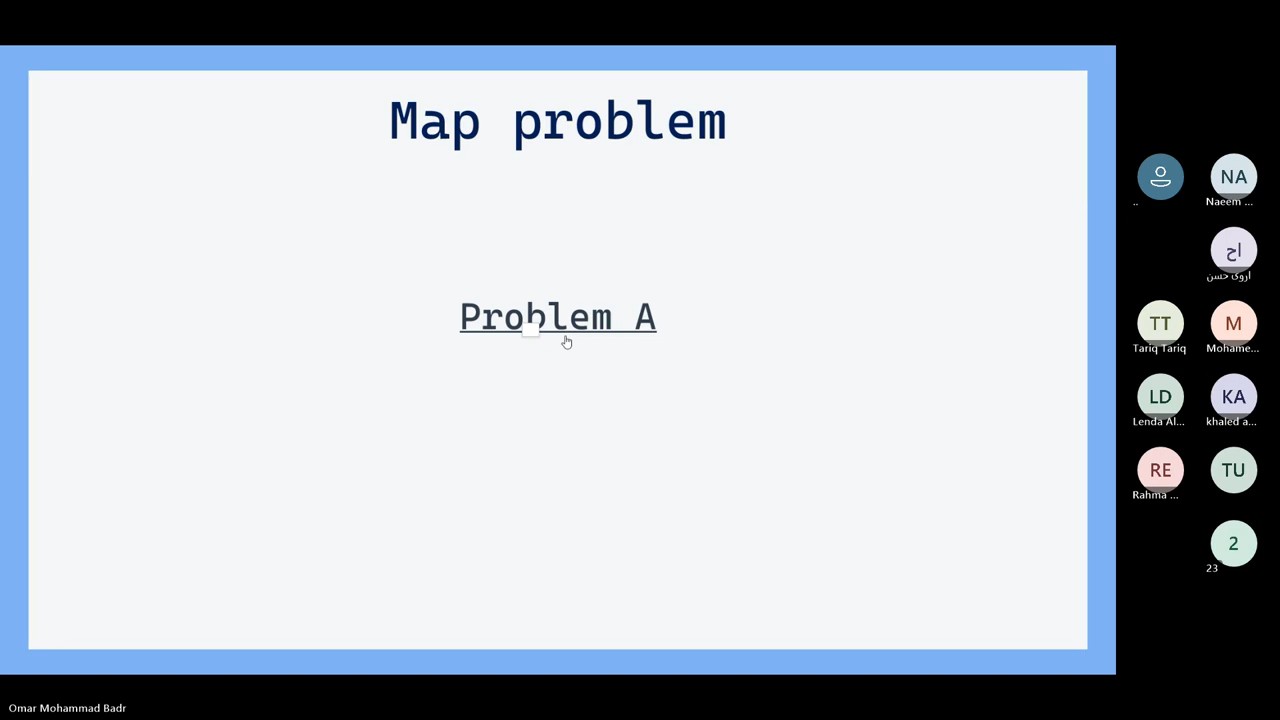 Map problem
Problem A
..
NA
Naeem ...
اح
اروى حسن
TT
Tariq Tariq
M
Mohame...
LD
Lenda Al...
KA
khaled a...
RE
Rahma ...
TU
2
23
Omar Mohammad Badr